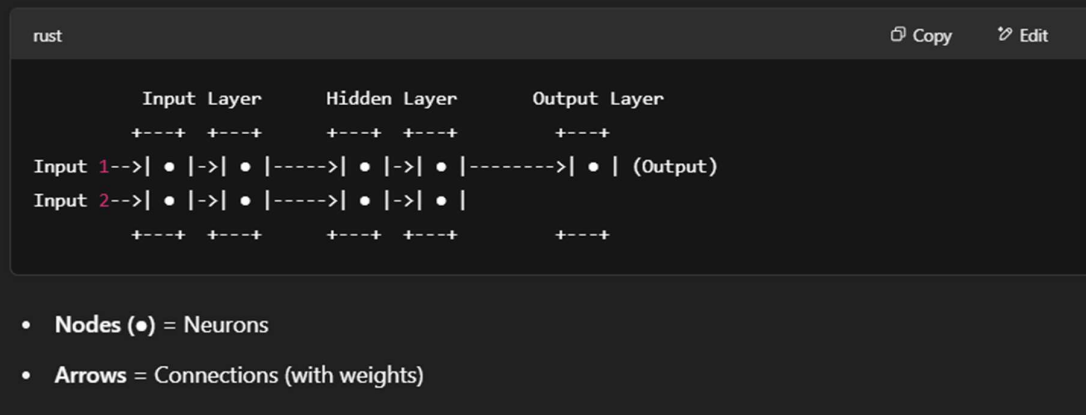 rust Copy Edit
Input Layer Hidden Layer Output Layer
+---+ +---+ +---+ +---+ +---+
Input 1-->| ● |->| ● |----->| ● |->| ● |-------->| ● | (Output)
Input 2-->| ● |->| ● |----->| ● |->| ● |
+---+ +---+ +---+ +---+ +---+
• Nodes (●) = Neurons
• Arrows = Connections (with weights)